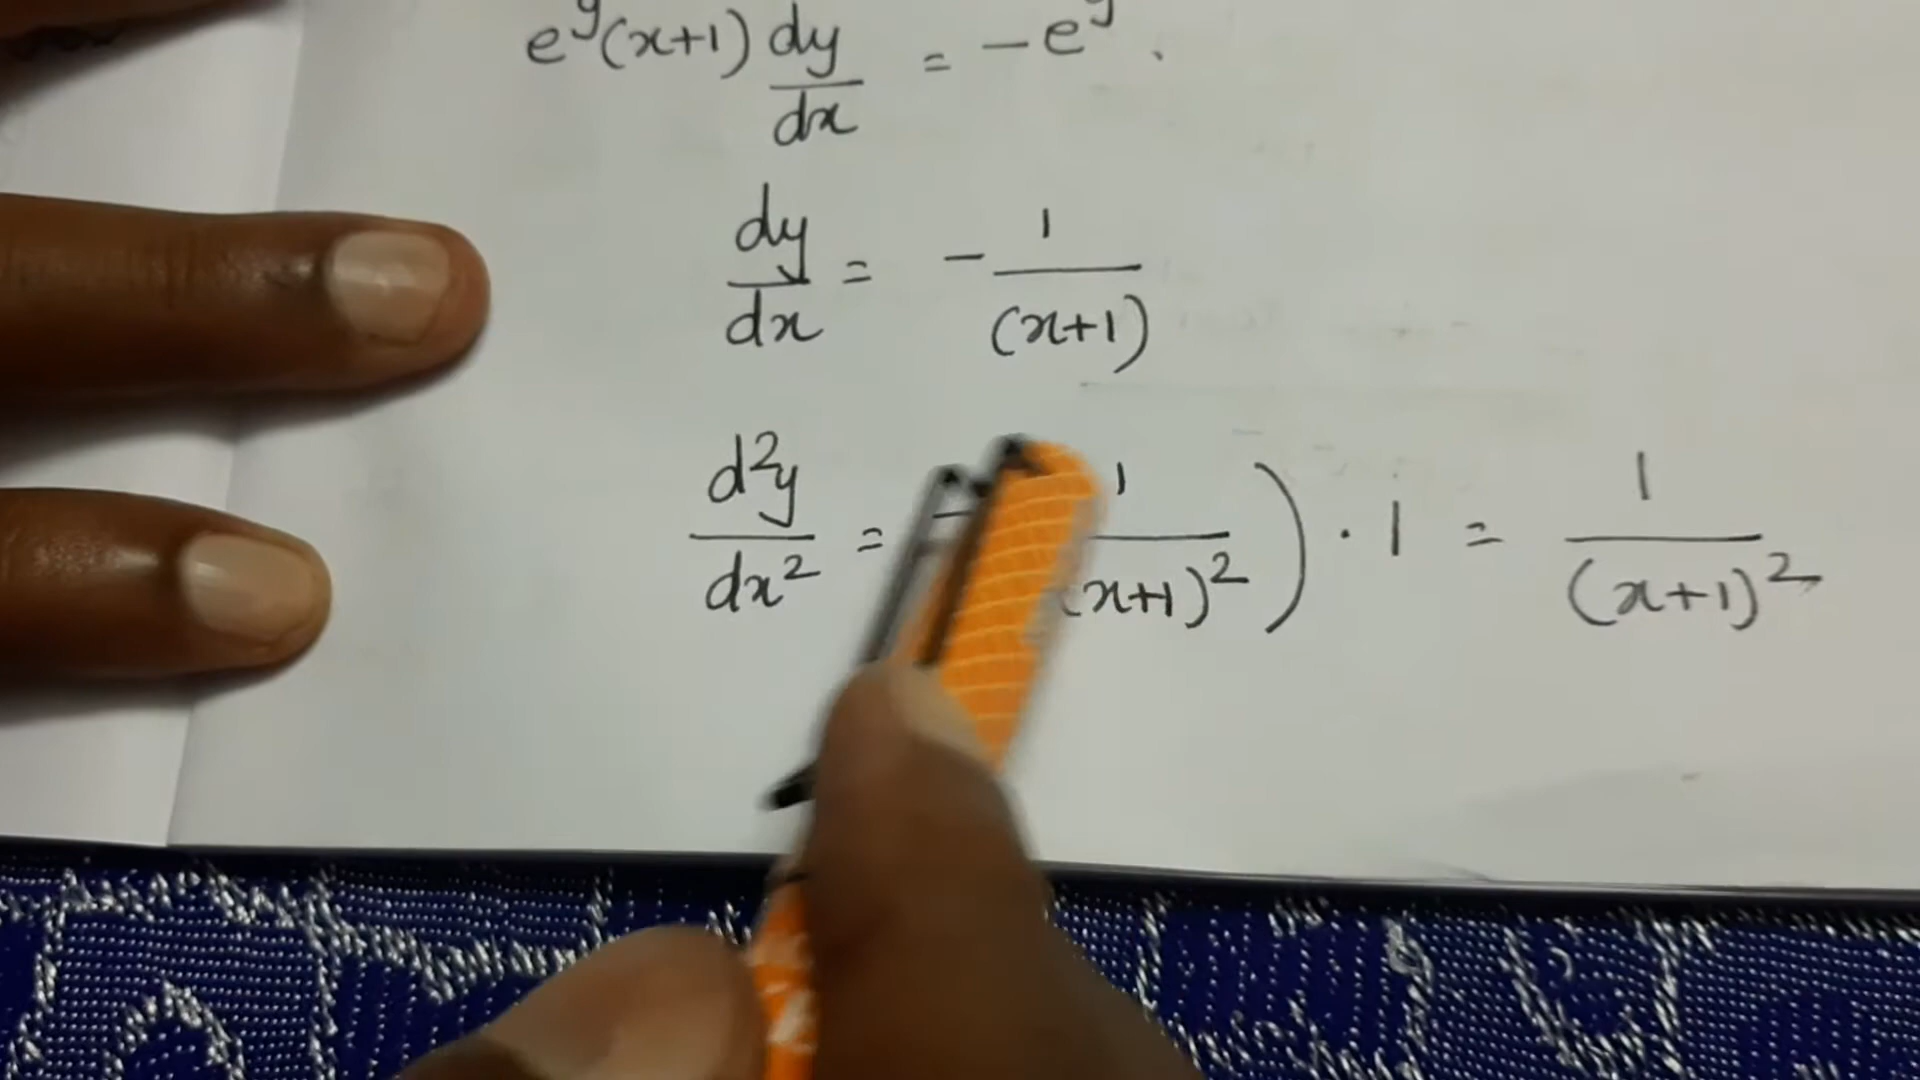 e^y(x+1) dy/dx = -e^y.
dy/dx = - 1/(x+1)
d²y/dx² = - 1/(x+1)²) · 1 = 1/(x+1)²